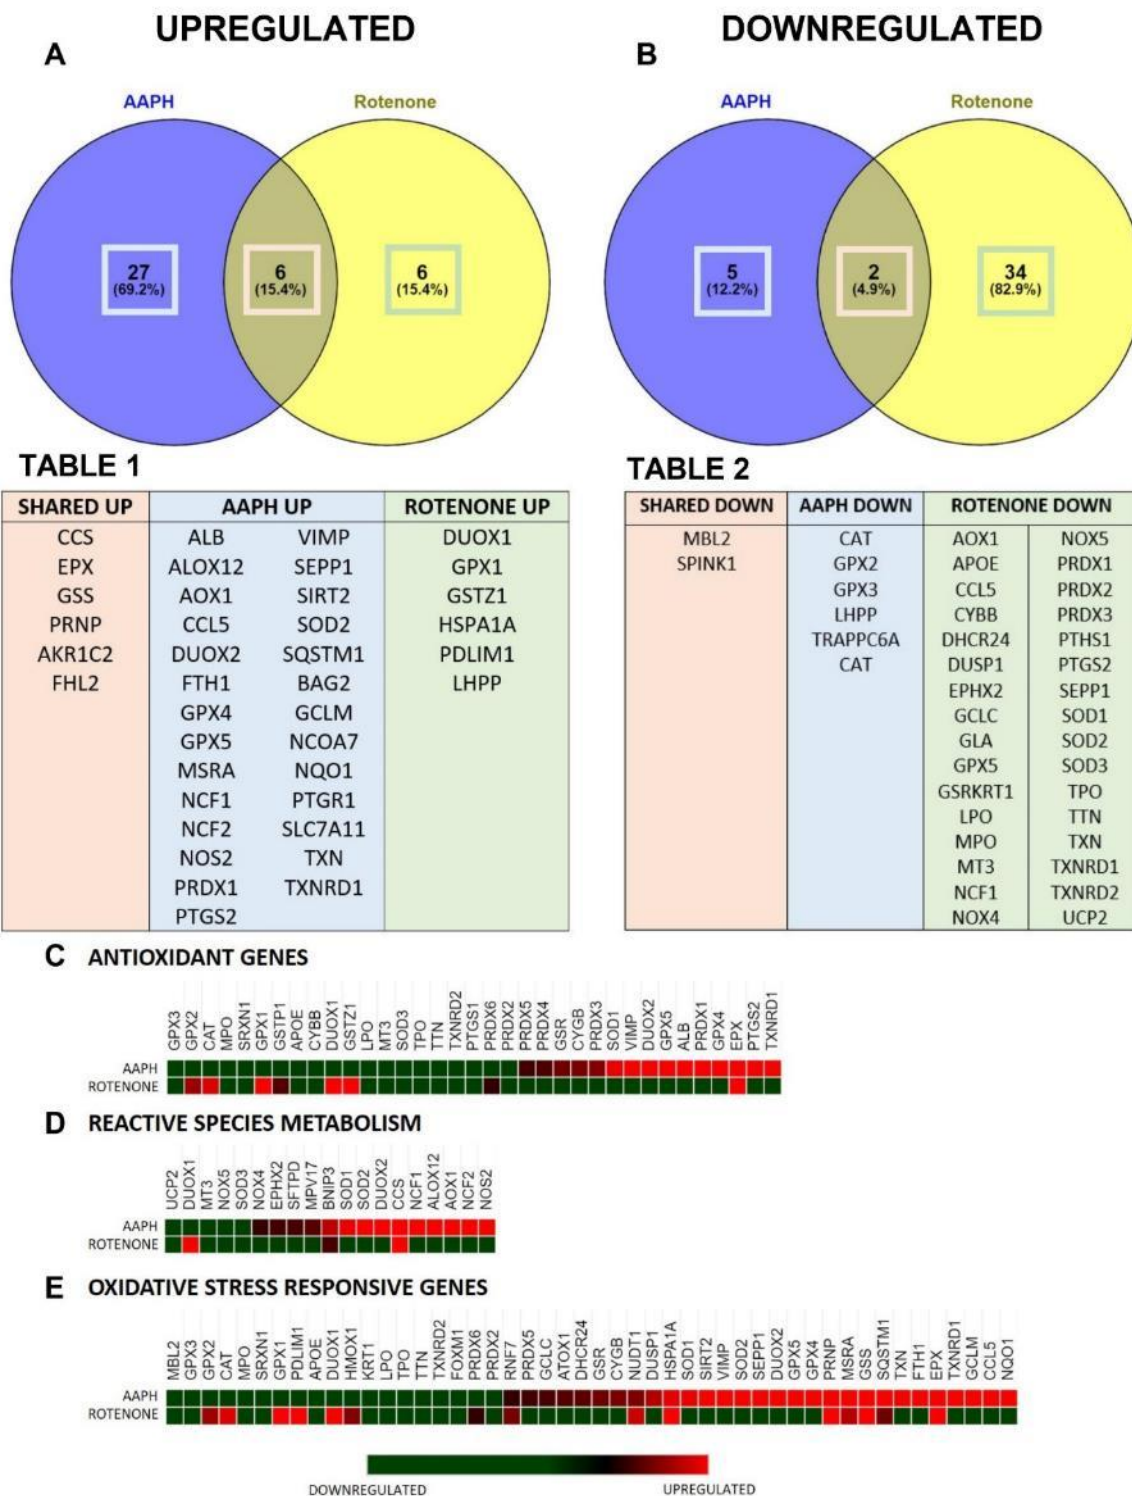 UPREGULATED
DOWNREGULATED
A
B
AAPH
Rotenone
AAPH
Rotenone
27
(69.2%)
6
(15.4%)
6
(15.4%)
5
(12.2%)
2
(4.9%)
34
(82.9%)
TABLE 1
SHARED UP AAPH UP ROTENONE UP
CCS ALB VIMP DUOX1
EPX ALOX12 SEPP1 GPX1
GSS AOX1 SIRT2 GSTZ1
PRNP CCL5 SOD2 HSPA1A
AKR1C2 DUOX2 SQSTM1 PDLIM1
FHL2 FTH1 BAG2 LHPP
GPX4 GCLM
GPX5 NCOA7
MSRA NQO1
NCF1 PTGR1
NCF2 SLC7A11
NOS2 TXN
PRDX1 TXNRD1
PTGS2
TABLE 2
SHARED DOWN AAPH DOWN ROTENONE DOWN
MBL2 CAT AOX1 NOX5
SPINK1 GPX2 APOE PRDX1
GPX3 CCL5 PRDX2
LHPP CYBB PRDX3
TRAPPC6A DHCR24 PTHS1
CAT DUSP1 PTGS2
EPHX2 SEPP1
GCLC SOD1
GLA SOD2
GPX5 SOD3
GSRKRT1 TPO
LPO TTN
MPO TXN
MT3 TXNRD1
NCF1 TXNRD2
NOX4 UCP2
C ANTIOXIDANT GENES
GPX3 GPX2 CAT MPO SRXN1 GPX1 GSTP1 APOE CYBB DUOX1 GSTZ1 LPO MT3 SOD3 TPO TTN TXNRD2 PTGS1 PRDX6 PRDX2 PRDX5 PRDX4 GSR CYGB PRDX3 SOD1 VIMP DUOX2 GPX5 ALB PRDX1 GPX4 EPX PTGS2 TXNRD1
AAPH
ROTENONE
D REACTIVE SPECIES METABOLISM
UCP2 DUOX1 MT3 NOX5 SOD3 NOX4 EPHX2 SFTPD MPV17 BNIP3 SOD1 SOD2 DUOX2 CCS NCF1 ALOX12 AOX1 NCF2 NOS2
AAPH
ROTENONE
E OXIDATIVE STRESS RESPONSIVE GENES
MBL2 GPX3 GPX2 CAT MPO SRXN1 GPX1 PDLIM1 APOE DUOX1 HMOX1 KRT1 LPO TPO TTN TXNRD2 FOXM1 PRDX6 PRDX2 RNF7 PRDX5 GCLC ATOX1 DHCR24 GSR CYGB NUDT1 DUSP1 HSPA1A SOD1 SIRT2 VIMP SOD2 SEPP1 DUOX2 GPX5 GPX4 PRNP MSRA GSS SQSTM1 TXN FTH1 EPX TXNRD1 GCLM CCL5 NQO1
AAPH
ROTENONE
DOWNREGULATED
UPREGULATED